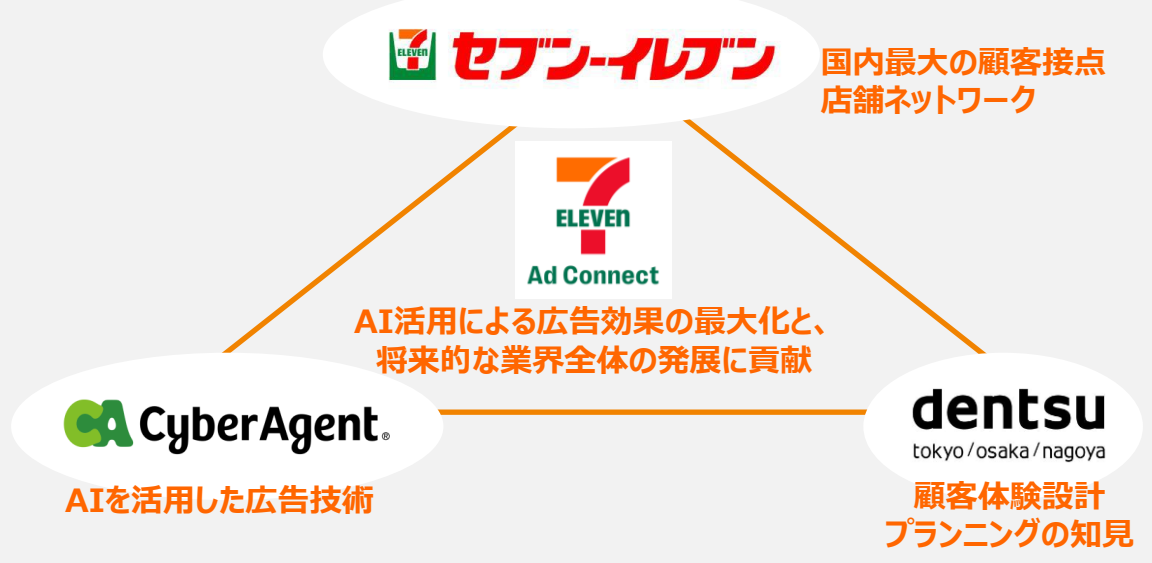 7
ELEVEN
セブン-イレブン
国内最大の顧客接点
店舗ネットワーク
7
ELEVEN
Ad Connect
AI活用による広告効果の最大化と、
将来的な業界全体の発展に貢献
CA CyberAgent®
AIを活用した広告技術
dentsu
tokyo/osaka/nagoya
顧客体験設計
プランニングの知見